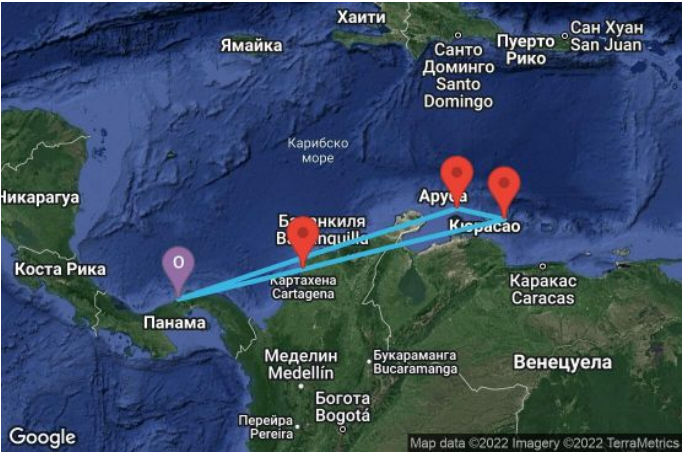 Хаити
Ямайка
Сан Хуан
San Juan
Пуерто
Рико
Санто
Доминго
Santo
Domingo
Карибско
море
Никарагуа
Аруба
Кюрасао
Баранкиля
Barranquilla
О
Коста Рика
Картахена
Cartagena
Каракас
Caracas
Панама
Меделин
Medellín
Букараманга
Bucaramanga
Венецуела
Богота
Bogotá
Перейра
Pereira
Google
Map data ©2022 Imagery ©2022 TerraMetrics